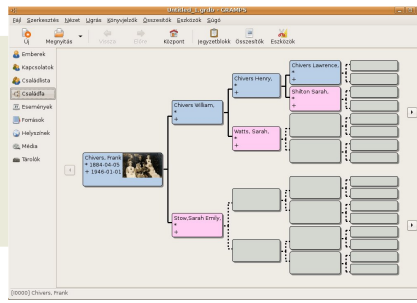 Untitled_1.grdb - GRAMPS
Fájl Szerkesztés Nézet Ugrás Könyvjelzők Összesítők Eszközök Súgó
Új Megnyitás Vissza Előre Központ Jegyzetblokk Összesítők Eszközök
Emberek
Kapcsolatok
Családlista
Családfa
Események
Források
Helyszínek
Média
Tárolók
Chivers, Frank
* 1884-04-05
+ 1946-01-01
Chivers William,
*
+
Stow,Sarah Emily,
*
+
Chivers Henry,
*
+
Watts, Sarah,
*
+
Chivers Lawrence,
*
+
Shilton Sarah,
*
+
[I0000] Chivers, Frank